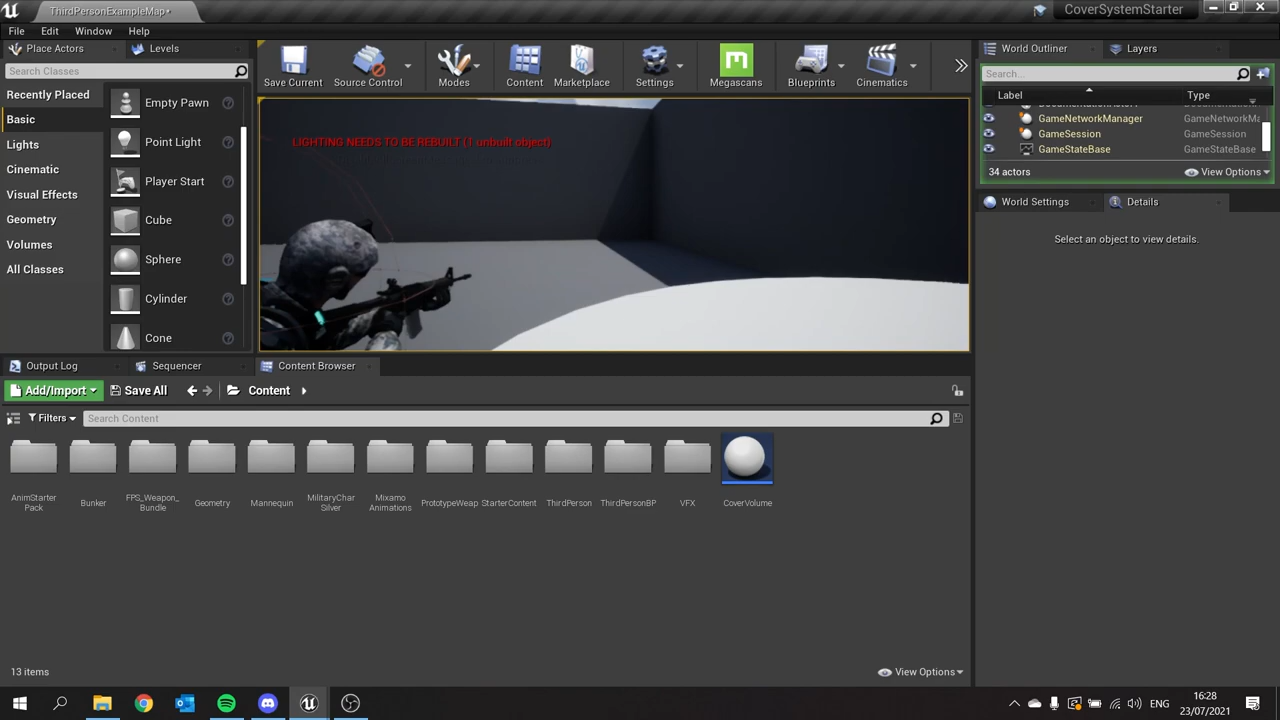 ThirdPersonExampleMap•
CoverSystemStarter
File Edit Window Help
Place Actors
Levels
Search Classes
Recently Placed
Basic
Lights
Cinematic
Visual Effects
Geometry
Volumes
All Classes
Empty Pawn
Point Light
Player Start
Cube
Sphere
Cylinder
Cone
Save Current
Source Control
Modes
Content
Marketplace
Settings
Megascans
Blueprints
Cinematics
LIGHTING NEEDS TO BE REBUILT (1 unbuilt object)
World Outliner
Layers
Search...
Label Type
GameNetworkManager GameNetworkMa
GameSession GameSession
GameStateBase GameStateBase
34 actors
View Options
World Settings
Details
Select an object to view details.
Output Log
Sequencer
Content Browser
Add/Import
Save All
Content
Filters
Search Content
AnimStarter
Pack
Bunker
FPS_Weapon_
Bundle
Geometry
Mannequin
MilitaryChar
Silver
Mixamo
Animations
PrototypeWeap
StarterContent
ThirdPerson
ThirdPersonBP
VFX
CoverVolume
13 items
View Options
ENG
16:28
23/07/2021